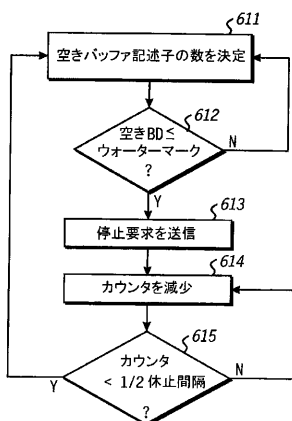 611
空きバッファ記述子の数を決定
612
空きBD≦
ウォーターマーク
?
N
Y
613
停止要求を送信
614
カウンタを減少
615
カウンタ
< 1/2 休止間隔
?
Y
N